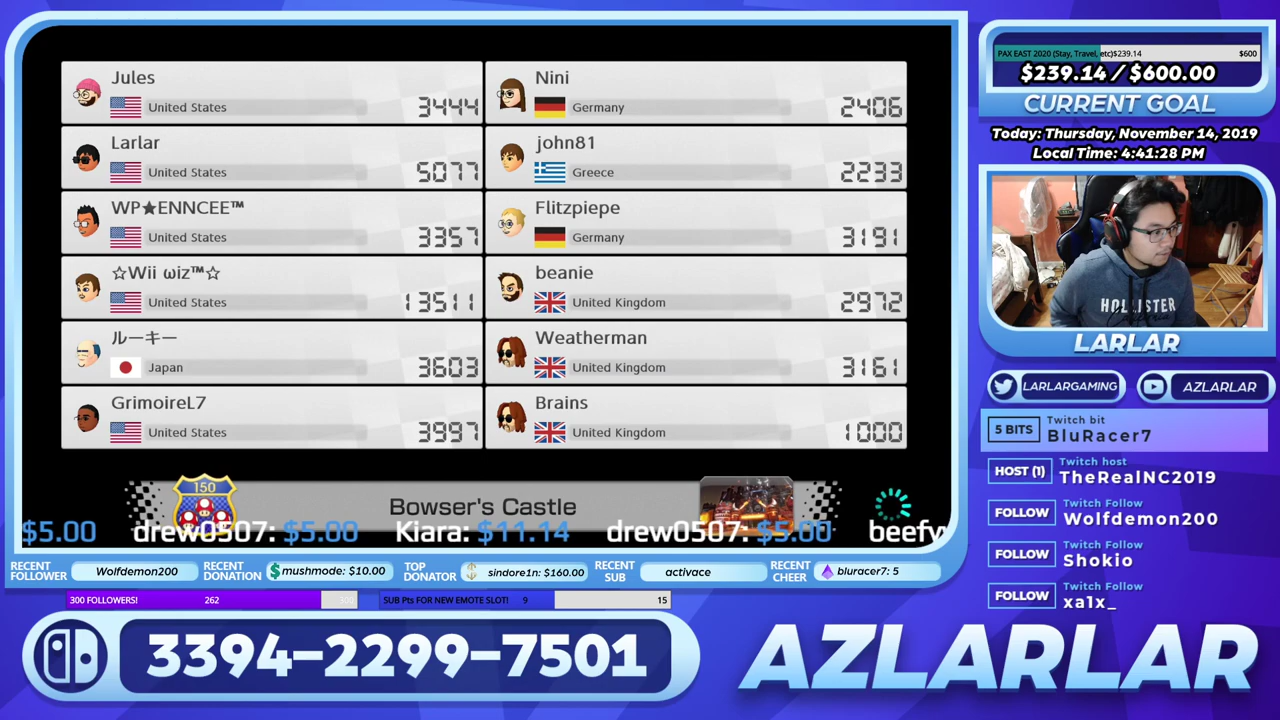 Jules
United States 3444
Larlar
United States 5077
WP★ENNCEE™
United States 3357
☆Wii ωiz™☆
United States 13511
ルーキー
Japan 3603
GrimoireL7
United States 3997
Nini
Germany 2406
john81
Greece 2233
Flitzpiepe
Germany 3191
beanie
United Kingdom 2972
Weatherman
United Kingdom 3161
Brains
United Kingdom 1000
150
Bowser's Castle
$5.00 drew0507: $5.00 Kiara: $11.14 drew0507: $5.00 beefy
RECENT FOLLOWER Wolfdemon200
RECENT DONATION $ mushmode: $10.00
TOP DONATOR sindore1n: $160.00
RECENT SUB activace
RECENT CHEER bluracer7: 5
300 FOLLOWERS! 262 300
SUB Pts FOR NEW EMOTE SLOT! 9 15
3394-2299-7501
PAX EAST 2020 (Stay, Travel, etc)$239.14 $600
$239.14 / $600.00
CURRENT GOAL
Today: Thursday, November 14, 2019
Local Time: 4:41:28 PM
HOLLISTER
LARLAR
LARLARGAMING
AZLARLAR
5 BITS
Twitch bit
BluRacer7
HOST (1)
Twitch host
TheRealNC2019
FOLLOW
Twitch Follow
Wolfdemon200
FOLLOW
Twitch Follow
Shokio
FOLLOW
Twitch Follow
xa1x_
AZLARLAR